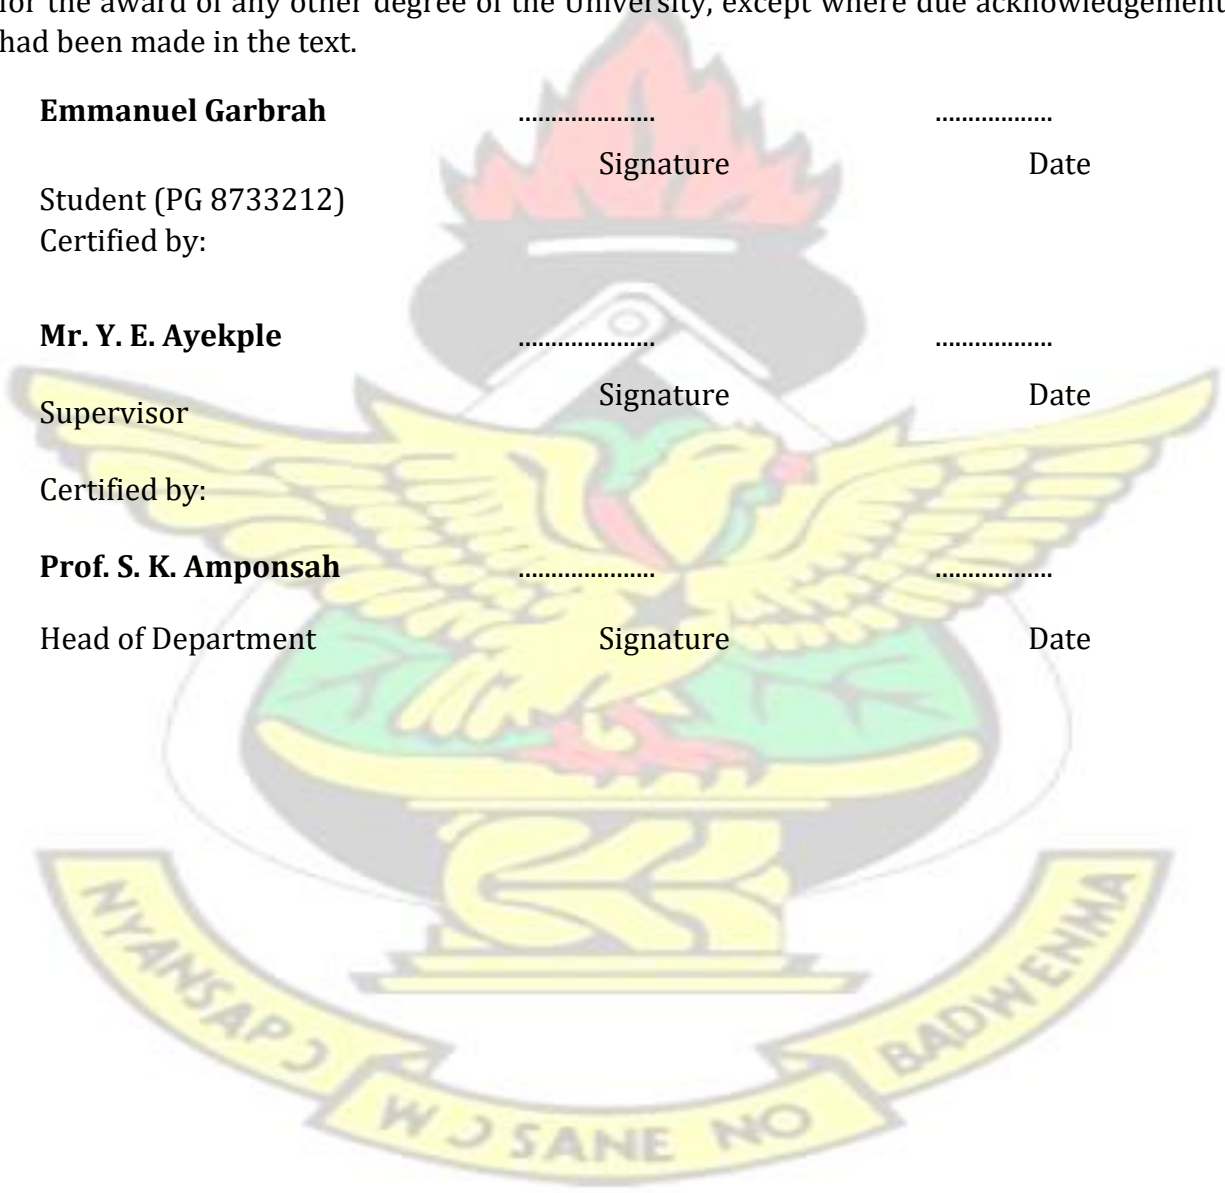 for the award of any other degree of the University, except where due acknowledgement
had been made in the text.
Emmanuel Garbrah ..................... ..................
Signature Date
Student (PG 8733212)
Certified by:
Mr. Y. E. Ayekple ..................... ..................
Signature Date
Supervisor
Certified by:
Prof. S. K. Amponsah ..................... ..................
Head of Department Signature Date
NYANSAPƆ
WƆ SANE NO
BADWENMA